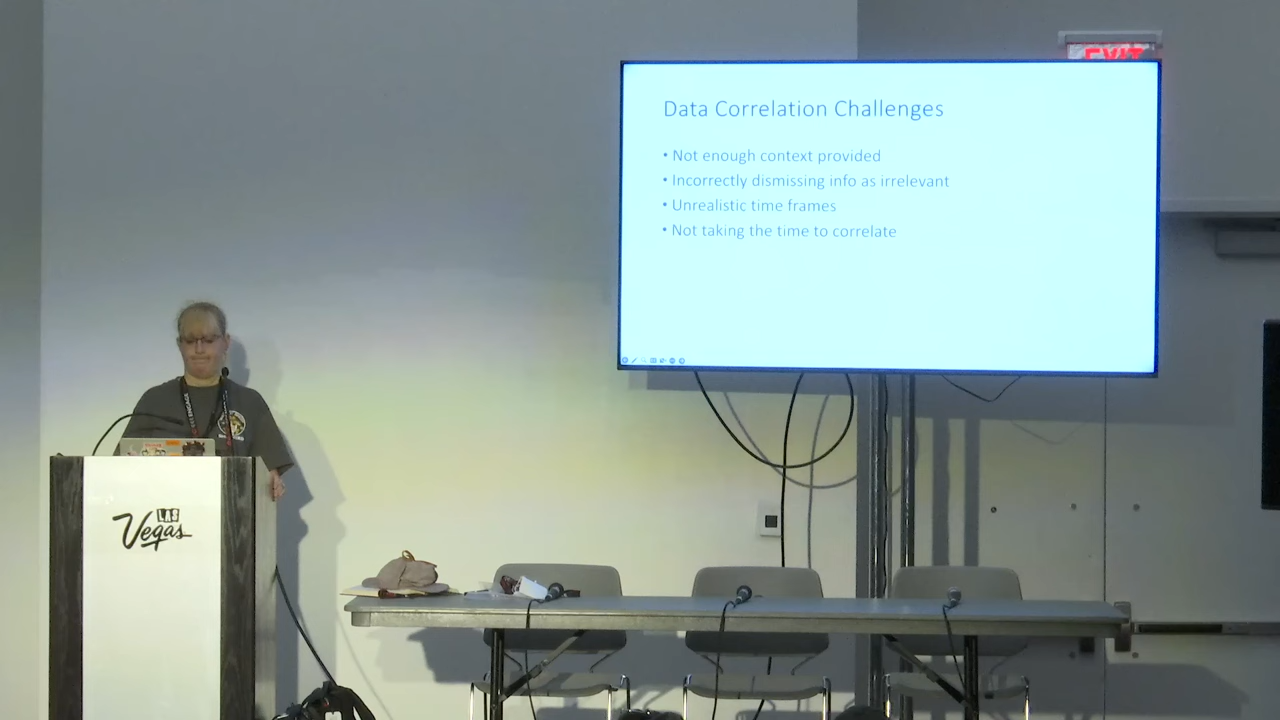 EXIT
Data Correlation Challenges
• Not enough context provided
• Incorrectly dismissing info as irrelevant
• Unrealistic time frames
• Not taking the time to correlate
LAS
Vegas